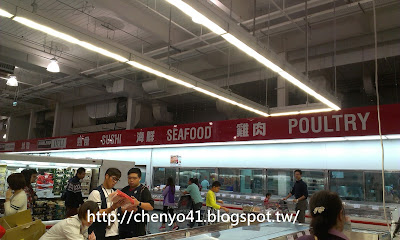 SUSHI 海鮮 SEAFOOD 雞肉 POULTRY
http://chenyo41.blogspot.tw/